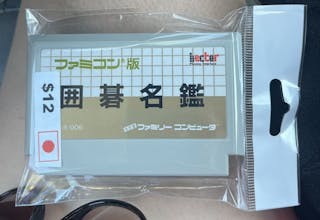 ファミコン版
hector
囲碁名鑑
$12
ファミリー コンピュータ